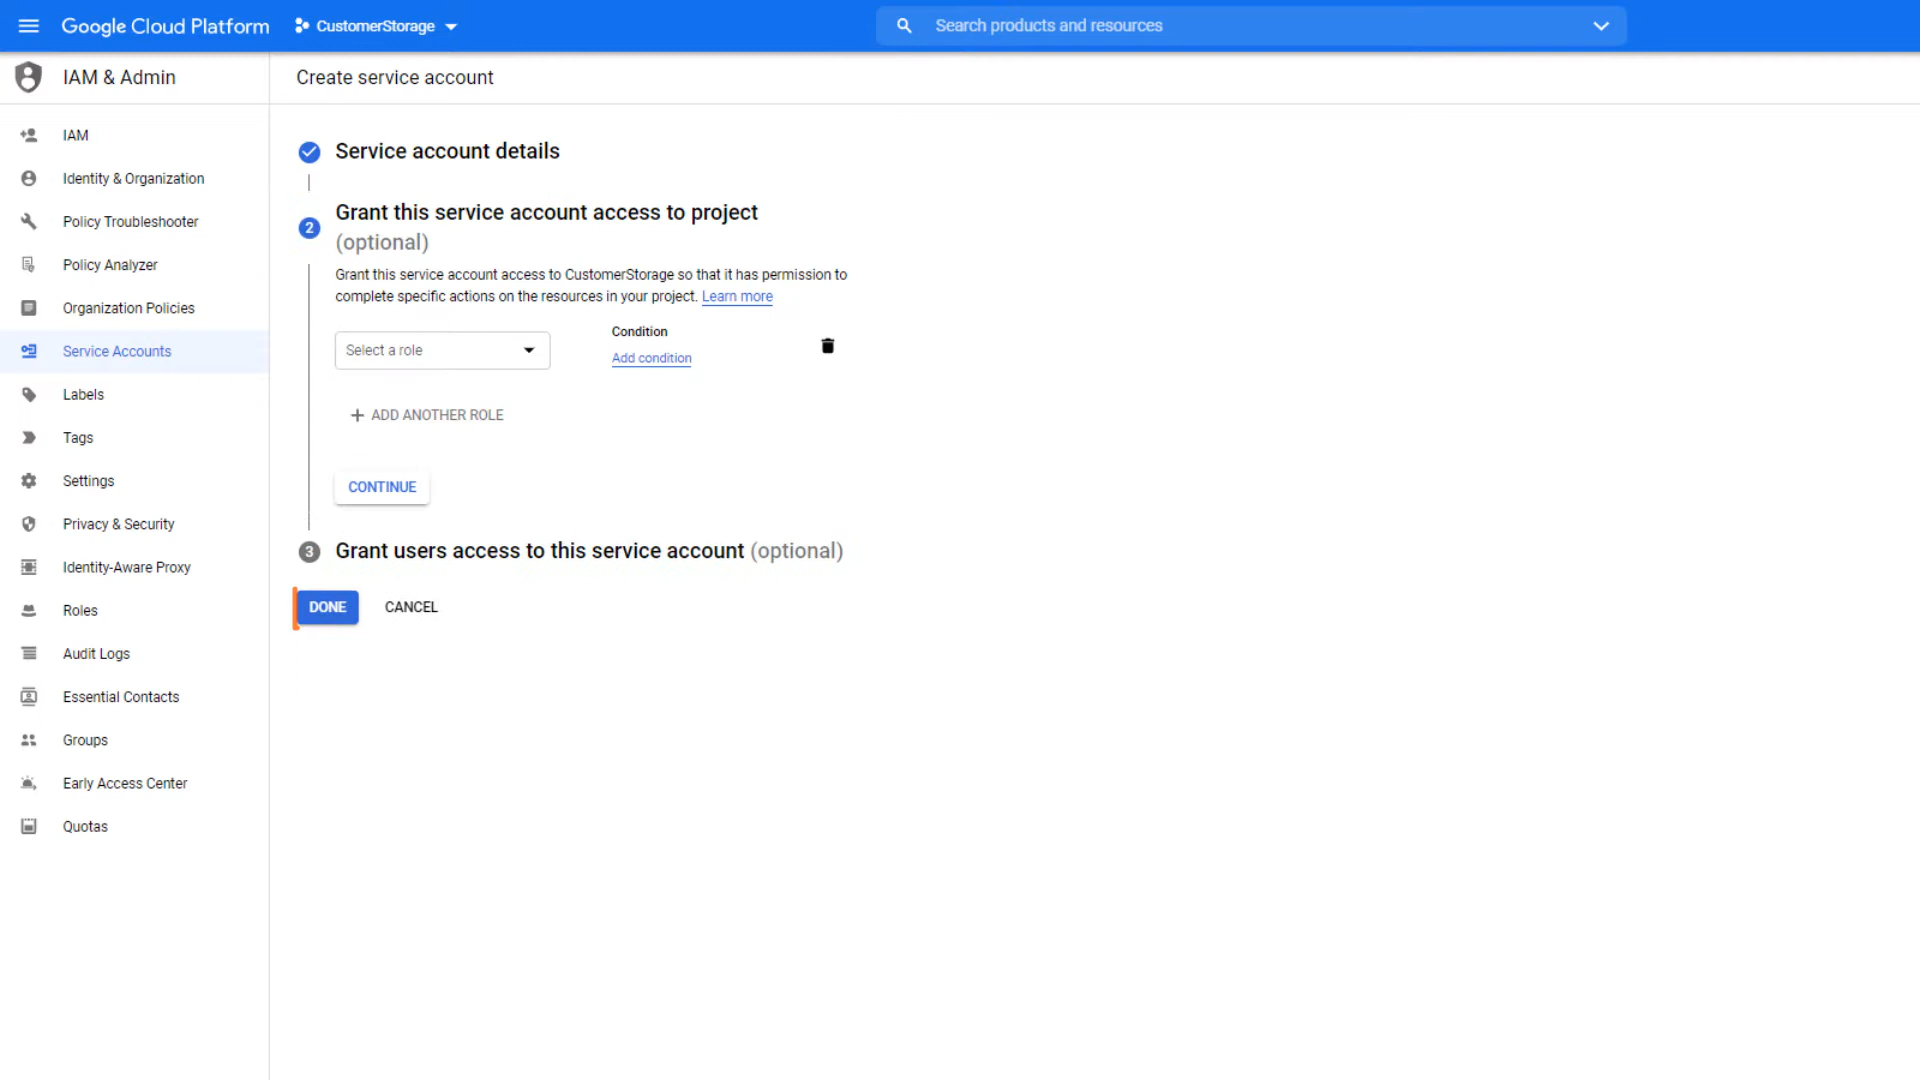 Google Cloud Platform
CustomerStorage
Search products and resources
IAM & Admin
Create service account
IAM
Identity & Organization
Policy Troubleshooter
Policy Analyzer
Organization Policies
Service Accounts
Labels
Tags
Settings
Privacy & Security
Identity-Aware Proxy
Roles
Audit Logs
Essential Contacts
Groups
Early Access Center
Quotas
Service account details
2
Grant this service account access to project
(optional)
Grant this service account access to CustomerStorage so that it has permission to
complete specific actions on the resources in your project. Learn more
Select a role
Condition
Add condition
ADD ANOTHER ROLE
CONTINUE
3
Grant users access to this service account (optional)
DONE
CANCEL